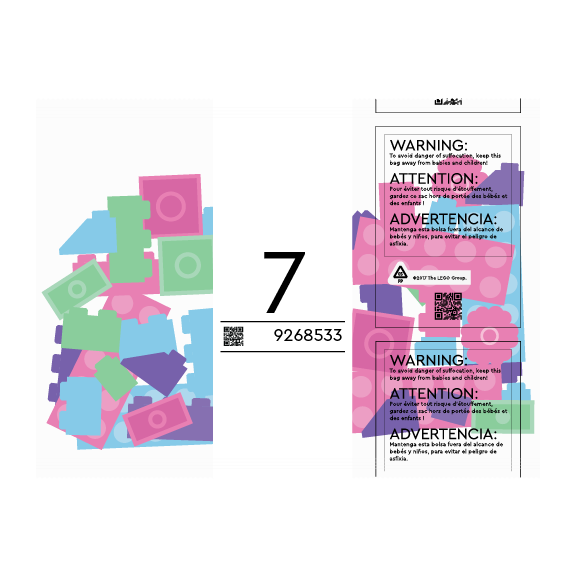 7
9268533
WARNING:
To avoid danger of suffocation, keep this
bag away from babies and children!
ATTENTION:
Pour éviter tout risque d'étouffement,
gardez ce sac hors de portée des bébés et
des enfants !
ADVERTENCIA:
Mantenga esta bolsa fuera del alcance de
bebés y niños, para evitar el peligro de
asfixia.
PP
©2017 The LEGO Group.
WARNING:
To avoid danger of suffocation, keep this
bag away from babies and children!
ATTENTION:
Pour éviter tout risque d'étouffement,
gardez ce sac hors de portée des bébés et
des enfants !
ADVERTENCIA:
Mantenga esta bolsa fuera del alcance de
bebés y niños, para evitar el peligro de
asfixia.